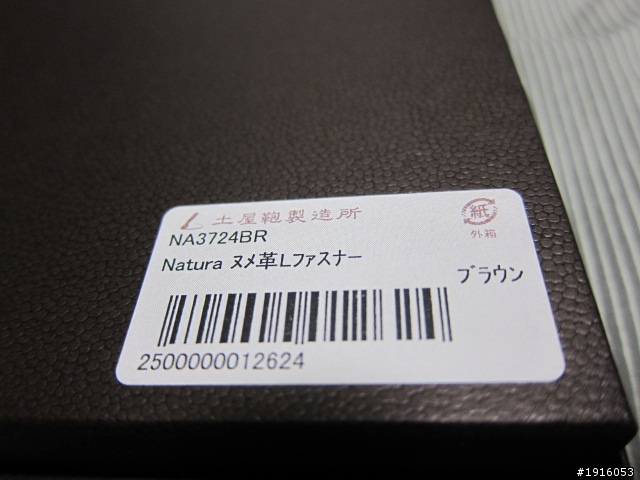 土屋鞄製造所
紙
外箱
NA3724BR
Natura ヌメ革Lファスナー
ブラウン
2500000012624
#1916053